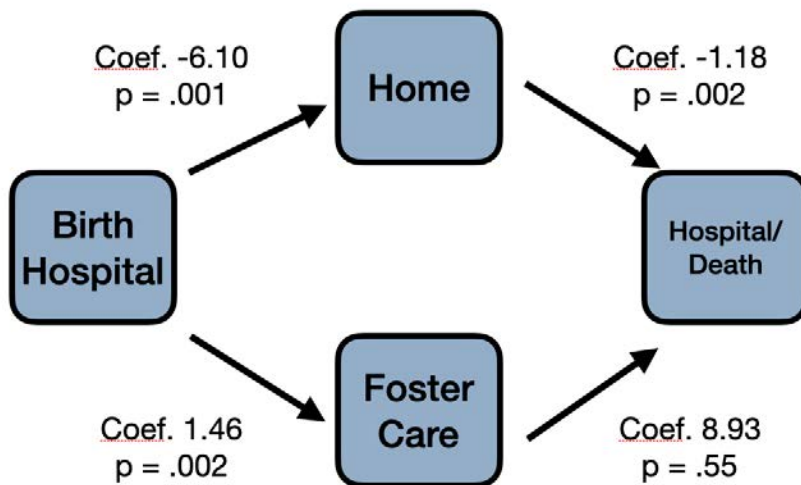 Coef. -6.10
p = .001
Home
Coef. -1.18
p = .002
Birth
Hospital
Hospital/
Death
Coef. 1.46
p = .002
Foster
Care
Coef. 8.93
p = .55